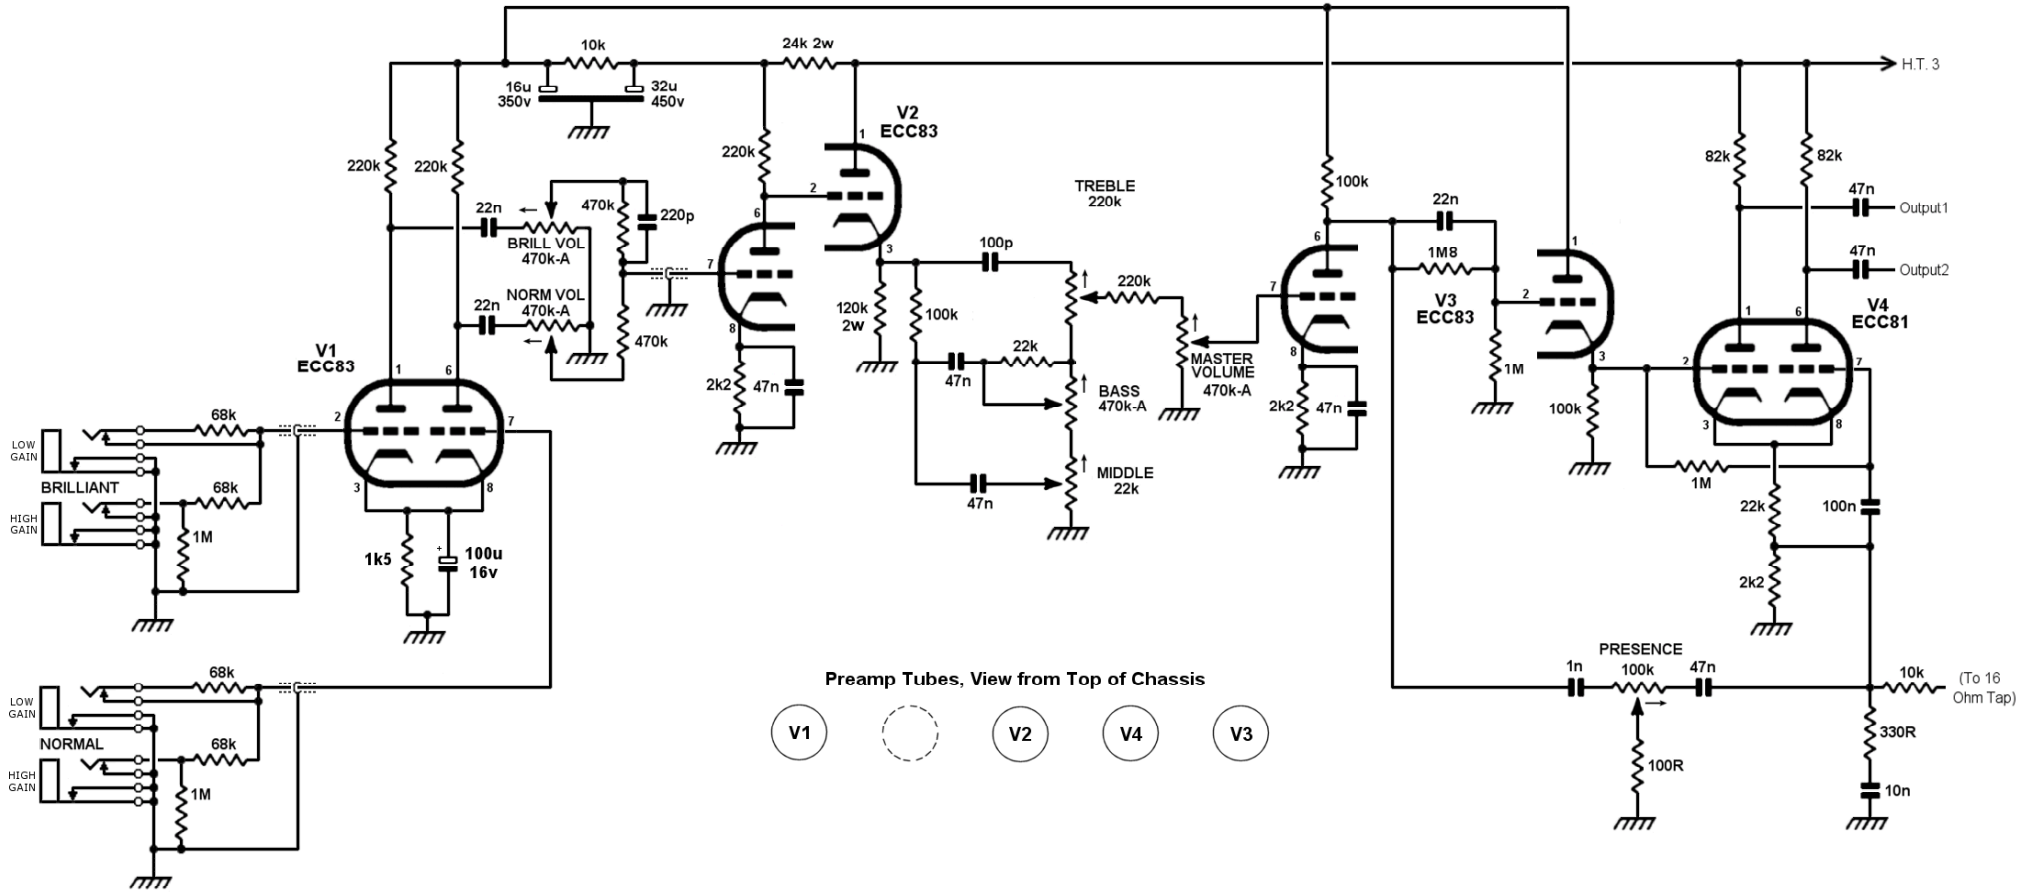 10k
24k 2w
H.T. 3
16u
350v
32u
450v
V2
ECC83
1
220k
220k
220k
2
6
7
8
3
470k
220p
22n
BRILL VOL
470k-A
NORM VOL
470k-A
22n
470k
TREBLE
220k
100p
220k
120k
2w
100k
22k
47n
BASS
470k-A
MASTER
VOLUME
470k-A
2k2
47n
MIDDLE
22k
47n
100k
22n
6
7
8
1M8
V3
ECC83
1
2
3
2k2
47n
1M
100k
82k
82k
47n
Output1
47n
Output2
V4
ECC81
1
6
2
7
3
8
1M
22k
100n
2k2
V1
ECC83
1
6
2
7
3
8
68k
LOW
GAIN
BRILLIANT
68k
HIGH
GAIN
1M
1k5
+
100u
16v
68k
LOW
GAIN
NORMAL
68k
HIGH
GAIN
1M
Preamp Tubes, View from Top of Chassis
V1
V2
V4
V3
PRESENCE
1n
100k
47n
10k
(To 16
Ohm Tap)
100R
330R
10n